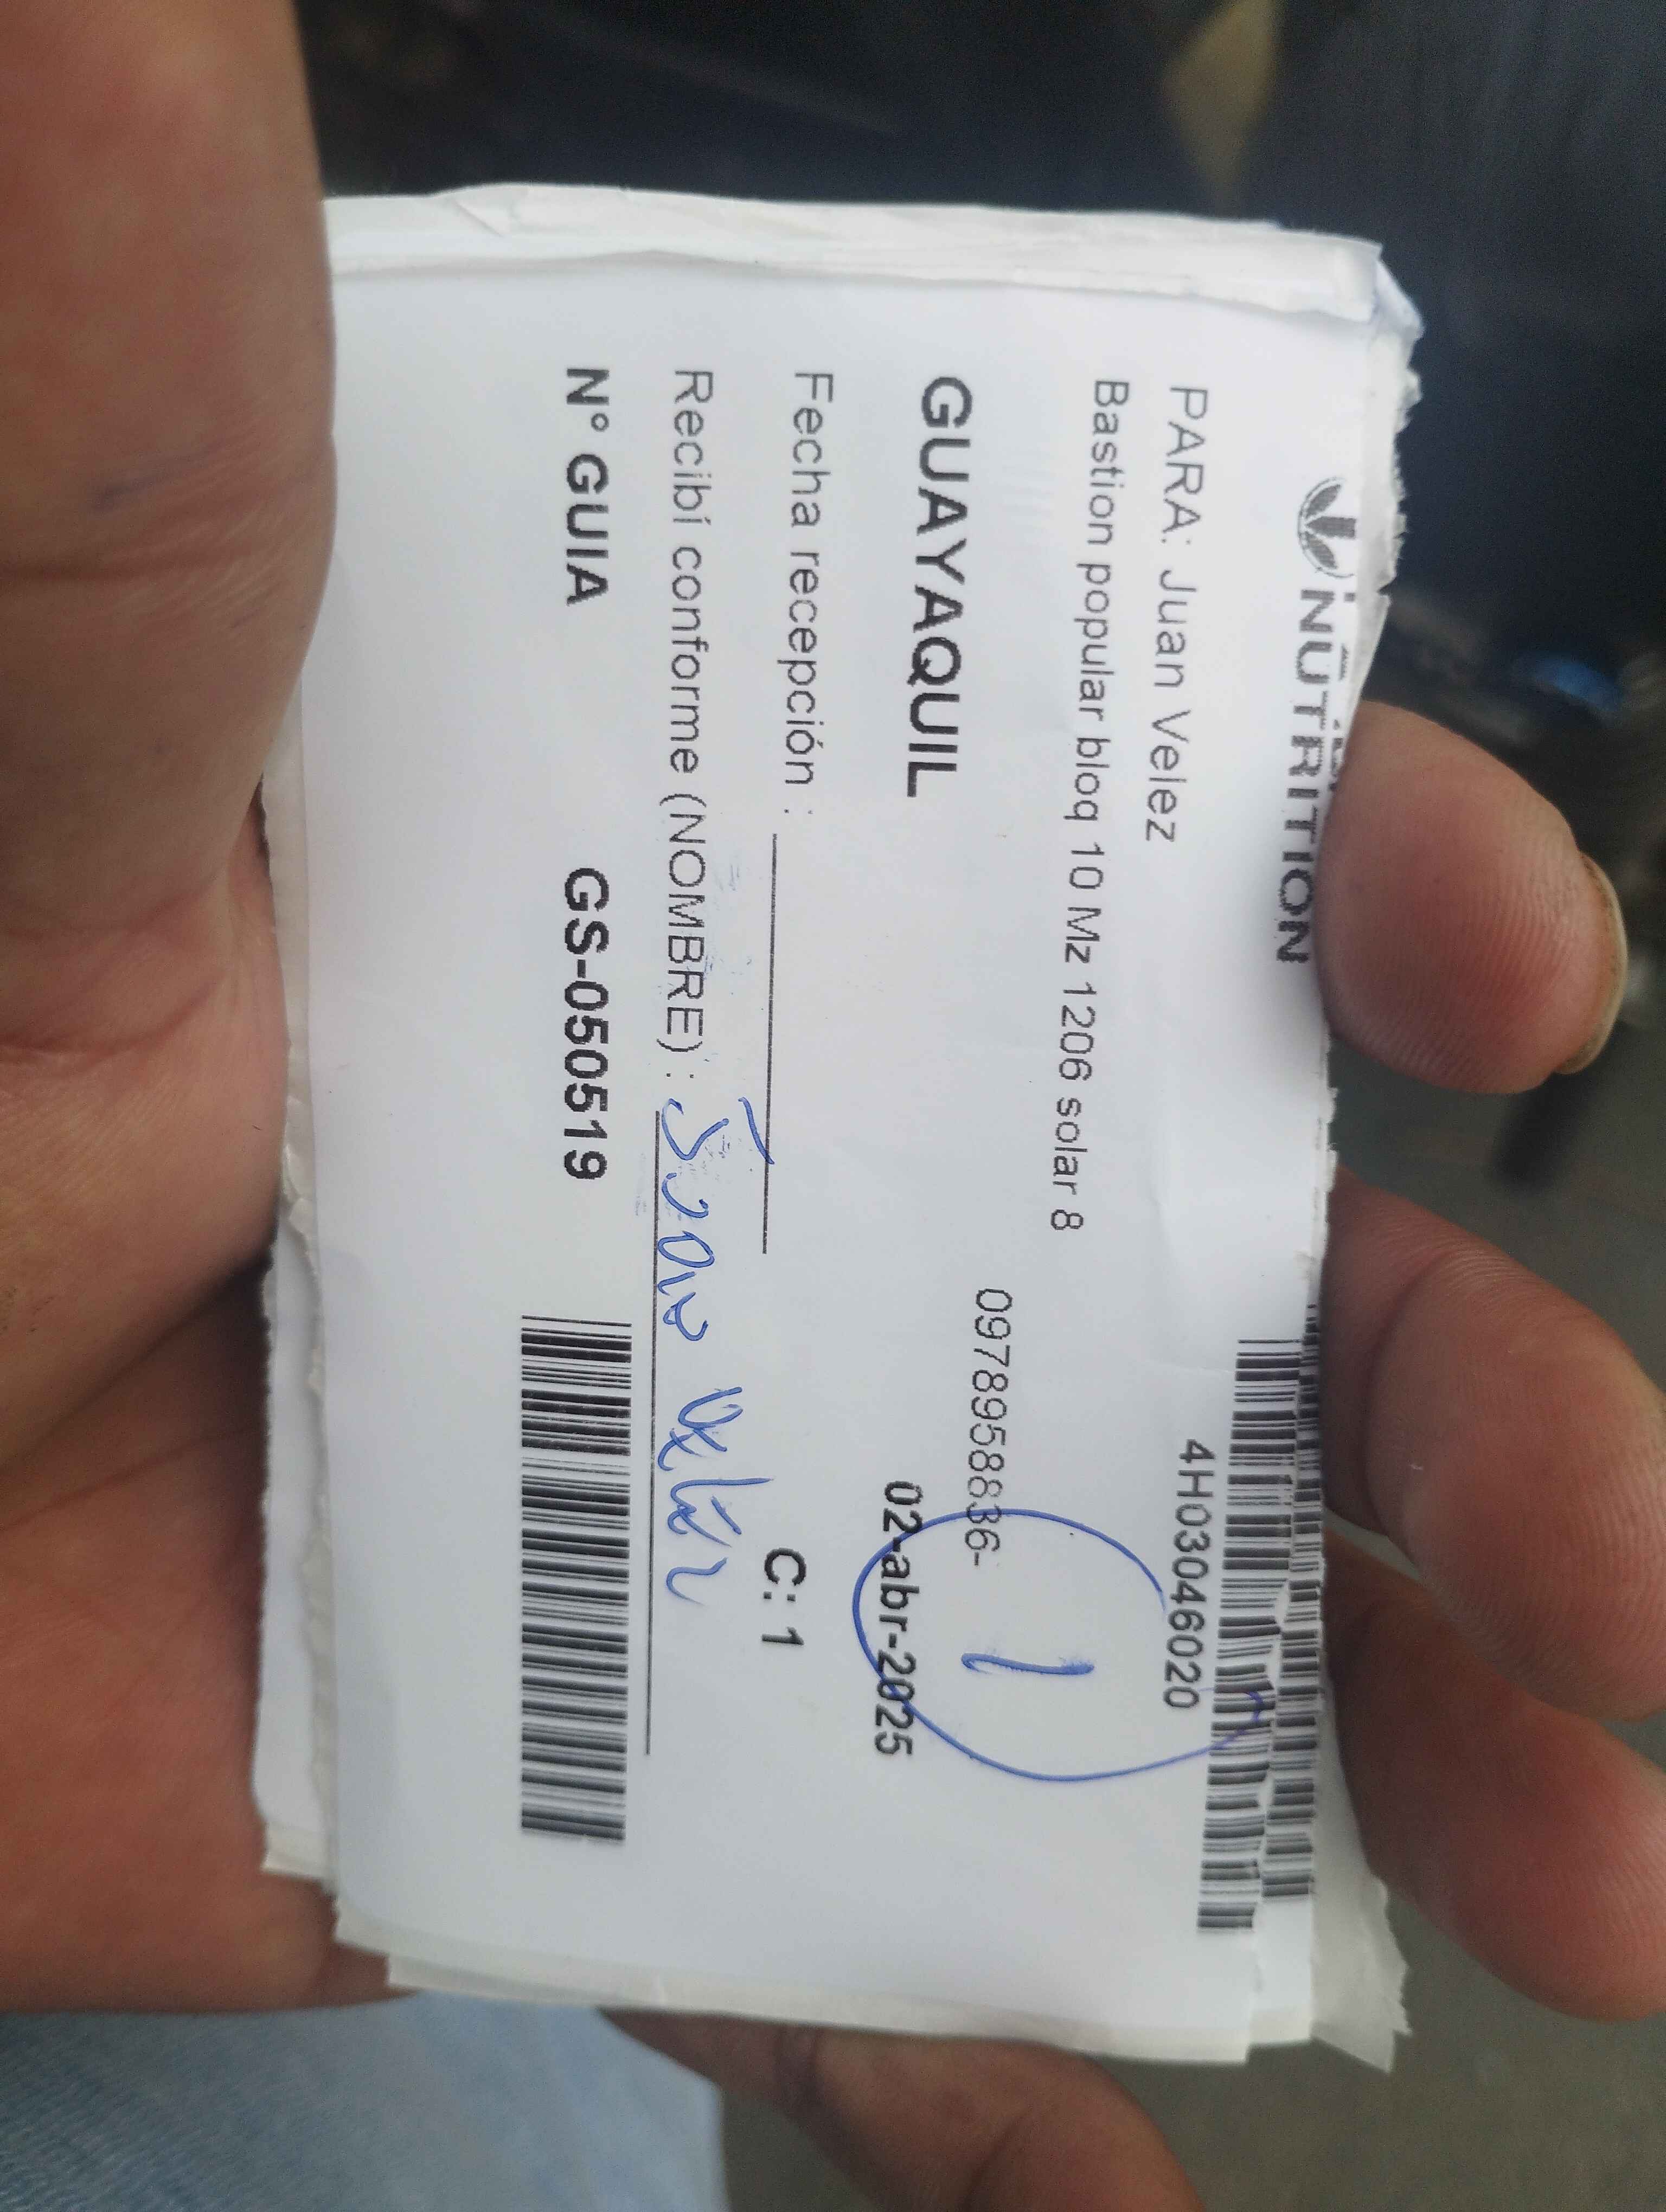 NUTRITION
PARA: Juan Velez
4H03046020
Bastion popular bloq 10 Mz 1206 solar 8
0978958836-
1
GUAYAQUIL
02-abr-2025
Fecha recepción :
C: 1
Recibí conforme (NOMBRE) :
N° GUIA GS-050519